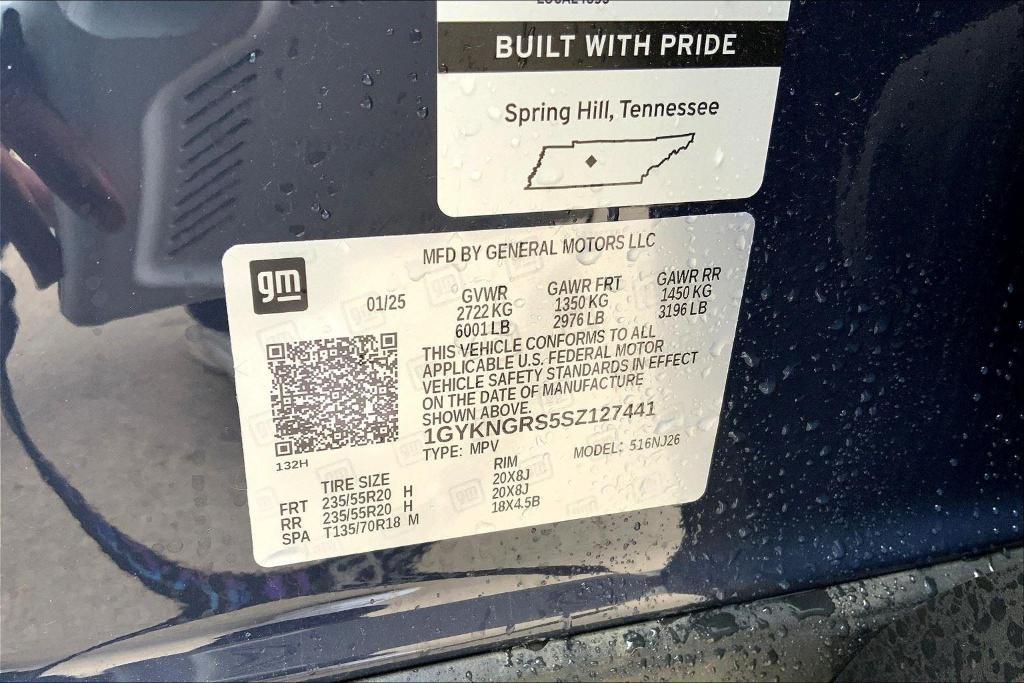 BUILT WITH PRIDE
Spring Hill, Tennessee
MFD BY GENERAL MOTORS LLC
gm
01/25
GVWR
2722 KG
6001 LB
GAWR FRT
1350 KG
2976 LB
GAWR RR
1450 KG
3196 LB
THIS VEHICLE CONFORMS TO ALL
APPLICABLE U.S. FEDERAL MOTOR
VEHICLE SAFETY STANDARDS IN EFFECT
ON THE DATE OF MANUFACTURE
SHOWN ABOVE.
1GYKNGRS5SZ127441
TYPE: MPV
MODEL: 516NJ26
132H
TIRE SIZE
RIM
FRT 235/55R20 H 20X8J
RR 235/55R20 H 20X8J
SPA T135/70R18 M 18X4.5B